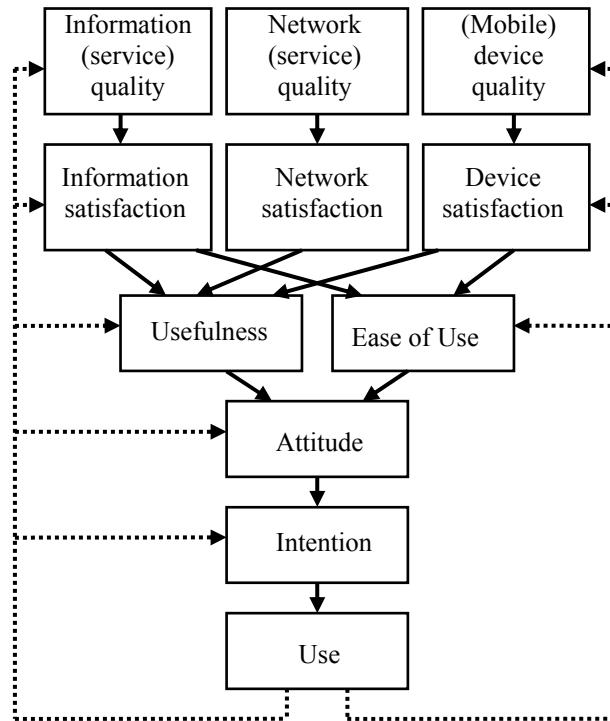 Information
(service)
quality
Network
(service)
quality
(Mobile)
device
quality
Information
satisfaction
Network
satisfaction
Device
satisfaction
Usefulness
Ease of Use
Attitude
Intention
Use